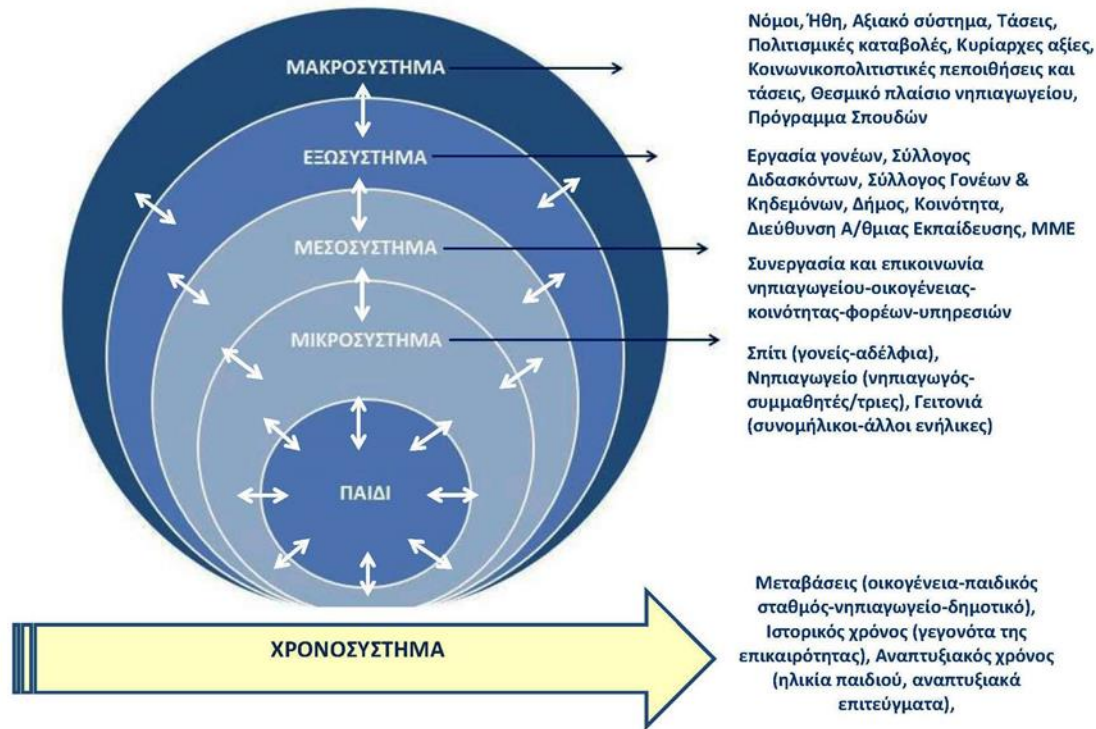 ΜΑΚΡΟΣΥΣΤΗΜΑ
Νόμοι, Ήθη, Αξιακό σύστημα, Τάσεις,
Πολιτισμικές καταβολές, Κυρίαρχες αξίες,
Κοινωνικοπολιτιστικές πεποιθήσεις και
τάσεις, Θεσμικό πλαίσιο νηπιαγωγείου,
Πρόγραμμα Σπουδών
ΕΞΩΣΥΣΤΗΜΑ
Εργασία γονέων, Σύλλογος
Διδασκόντων, Σύλλογος Γονέων &
Κηδεμόνων, Δήμος, Κοινότητα,
Διεύθυνση Α/θμιας Εκπαίδευσης, ΜΜΕ
ΜΕΣΟΣΥΣΤΗΜΑ
Συνεργασία και επικοινωνία
νηπιαγωγείου-οικογένειας-
κοινότητας-φορέων-υπηρεσιών
ΜΙΚΡΟΣΥΣΤΗΜΑ
Σπίτι (γονείς-αδέλφια),
Νηπιαγωγείο (νηπιαγωγός-
συμμαθητές/τριες), Γειτονιά
(συνομήλικοι-άλλοι ενήλικες)
ΠΑΙΔΙ
ΧΡΟΝΟΣΥΣΤΗΜΑ
Μεταβάσεις (οικογένεια-παιδικός
σταθμός-νηπιαγωγείο-δημοτικό),
Ιστορικός χρόνος (γεγονότα της
επικαιρότητας), Αναπτυξιακός χρόνος
(ηλικία παιδιού, αναπτυξιακά
επιτεύγματα),